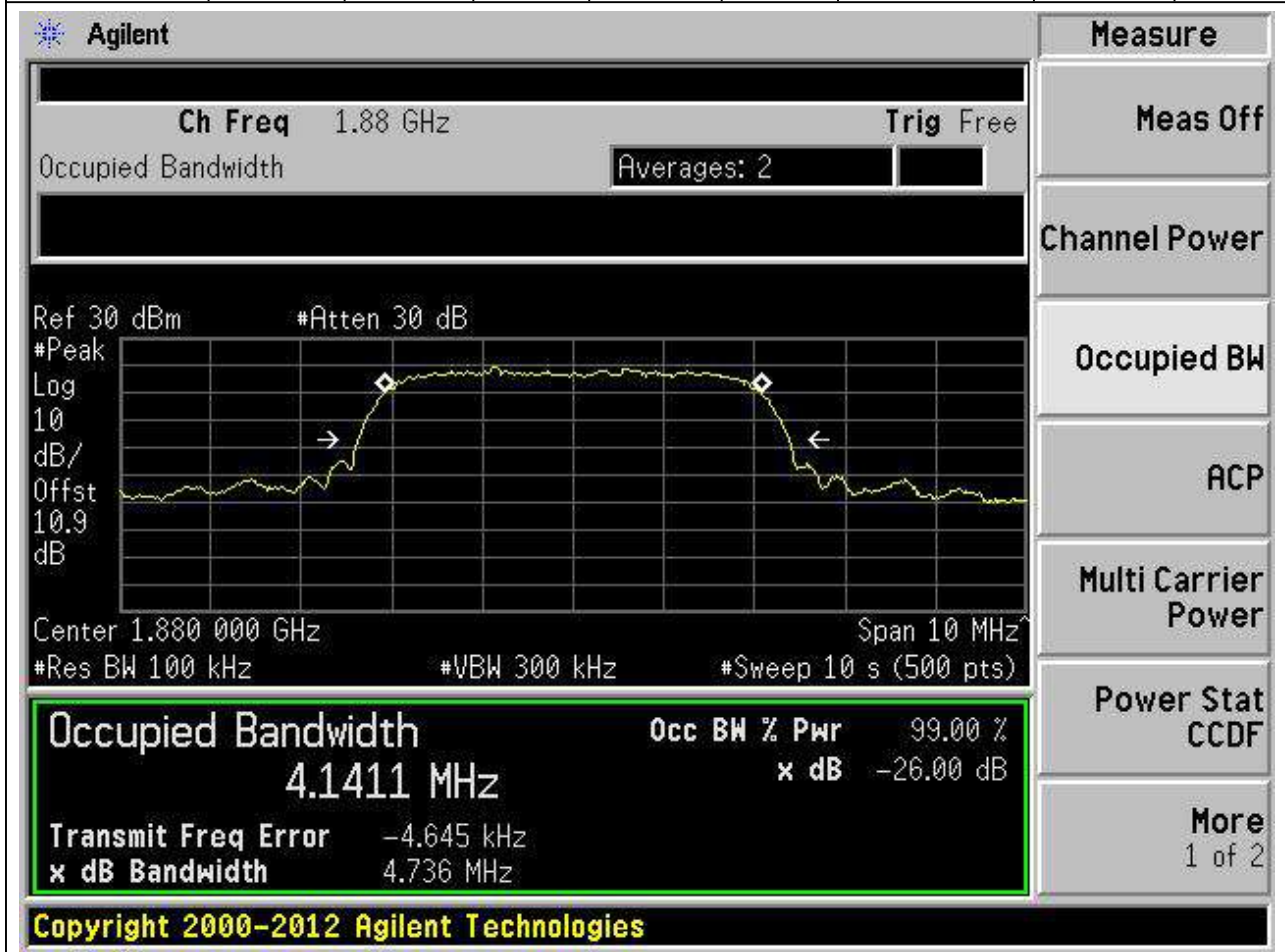 Agilent
Measure
Ch Freq 1.88 GHz Trig Free
Occupied Bandwidth Averages: 2
Ref 30 dBm #Atten 30 dB
#Peak
Log
10
dB/
Offst
10.9
dB
Center 1.880 000 GHz Span 10 MHz^
#Res BW 100 kHz #VBW 300 kHz #Sweep 10 s (500 pts)
Occupied Bandwidth Occ BW % Pwr 99.00 %
4.1411 MHz x dB -26.00 dB
Transmit Freq Error -4.645 kHz
x dB Bandwidth 4.736 MHz
Meas Off
Channel Power
Occupied BW
ACP
Multi Carrier
Power
Power Stat
CCDF
More
1 of 2
Copyright 2000-2012 Agilent Technologies